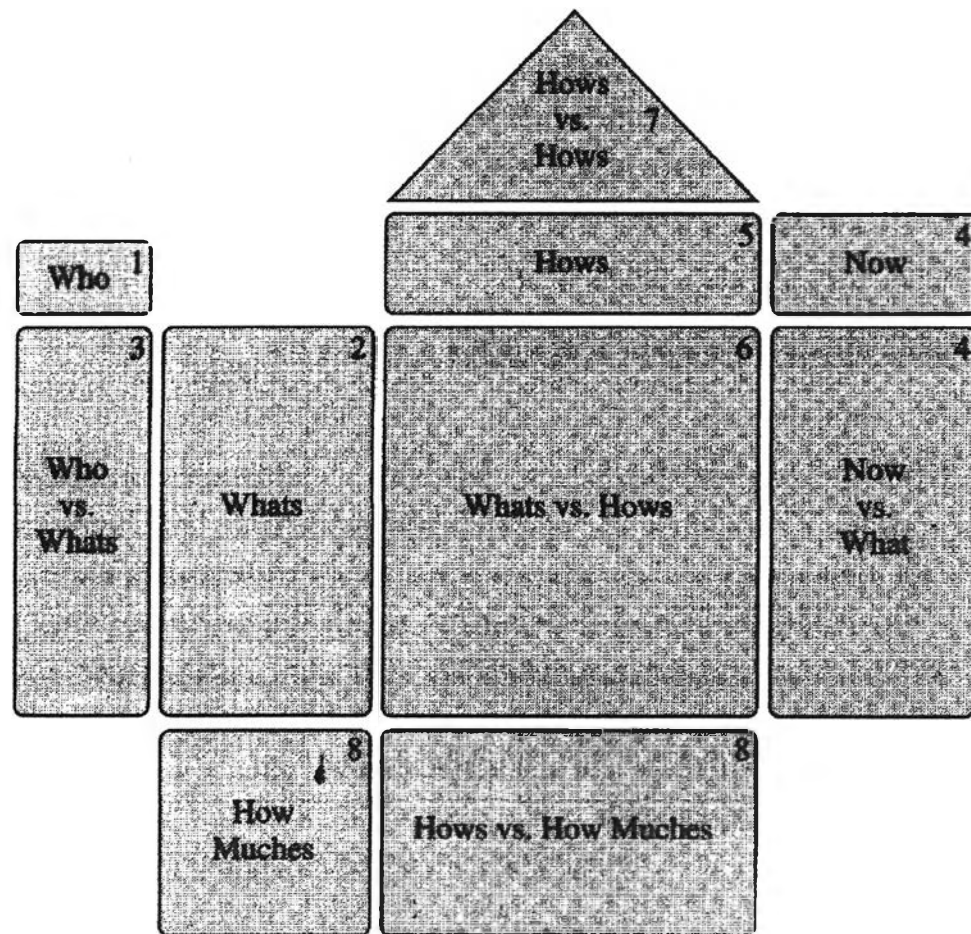 Hows
vs. 7
Hows
5
Hows
4
Now
1
Who
3
Who
vs.
Whats
2
Whats
6
Whats vs. Hows
4
Now
vs.
What
8
How
Muches
8
Hows vs. How Muches